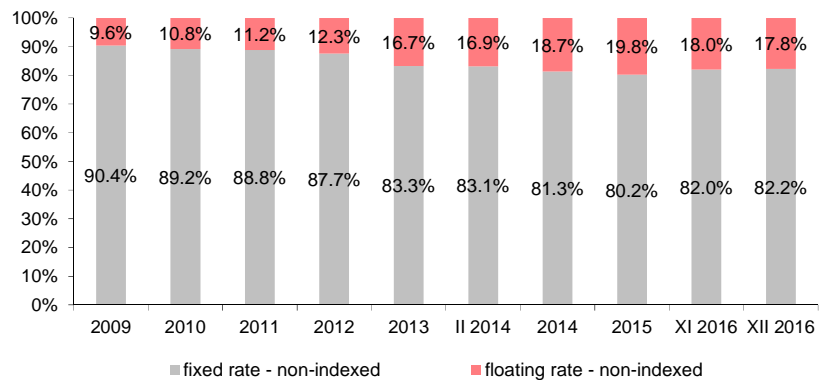 100%
90%
80%
70%
60%
50%
40%
30%
20%
10%
0%
9.6% 10.8% 11.2% 12.3% 16.7% 16.9% 18.7% 19.8% 18.0% 17.8%
90.4% 89.2% 88.8% 87.7% 83.3% 83.1% 81.3% 80.2% 82.0% 82.2%
2009 2010 2011 2012 2013 II 2014 2014 2015 XI 2016 XII 2016
fixed rate - non-indexed floating rate - non-indexed